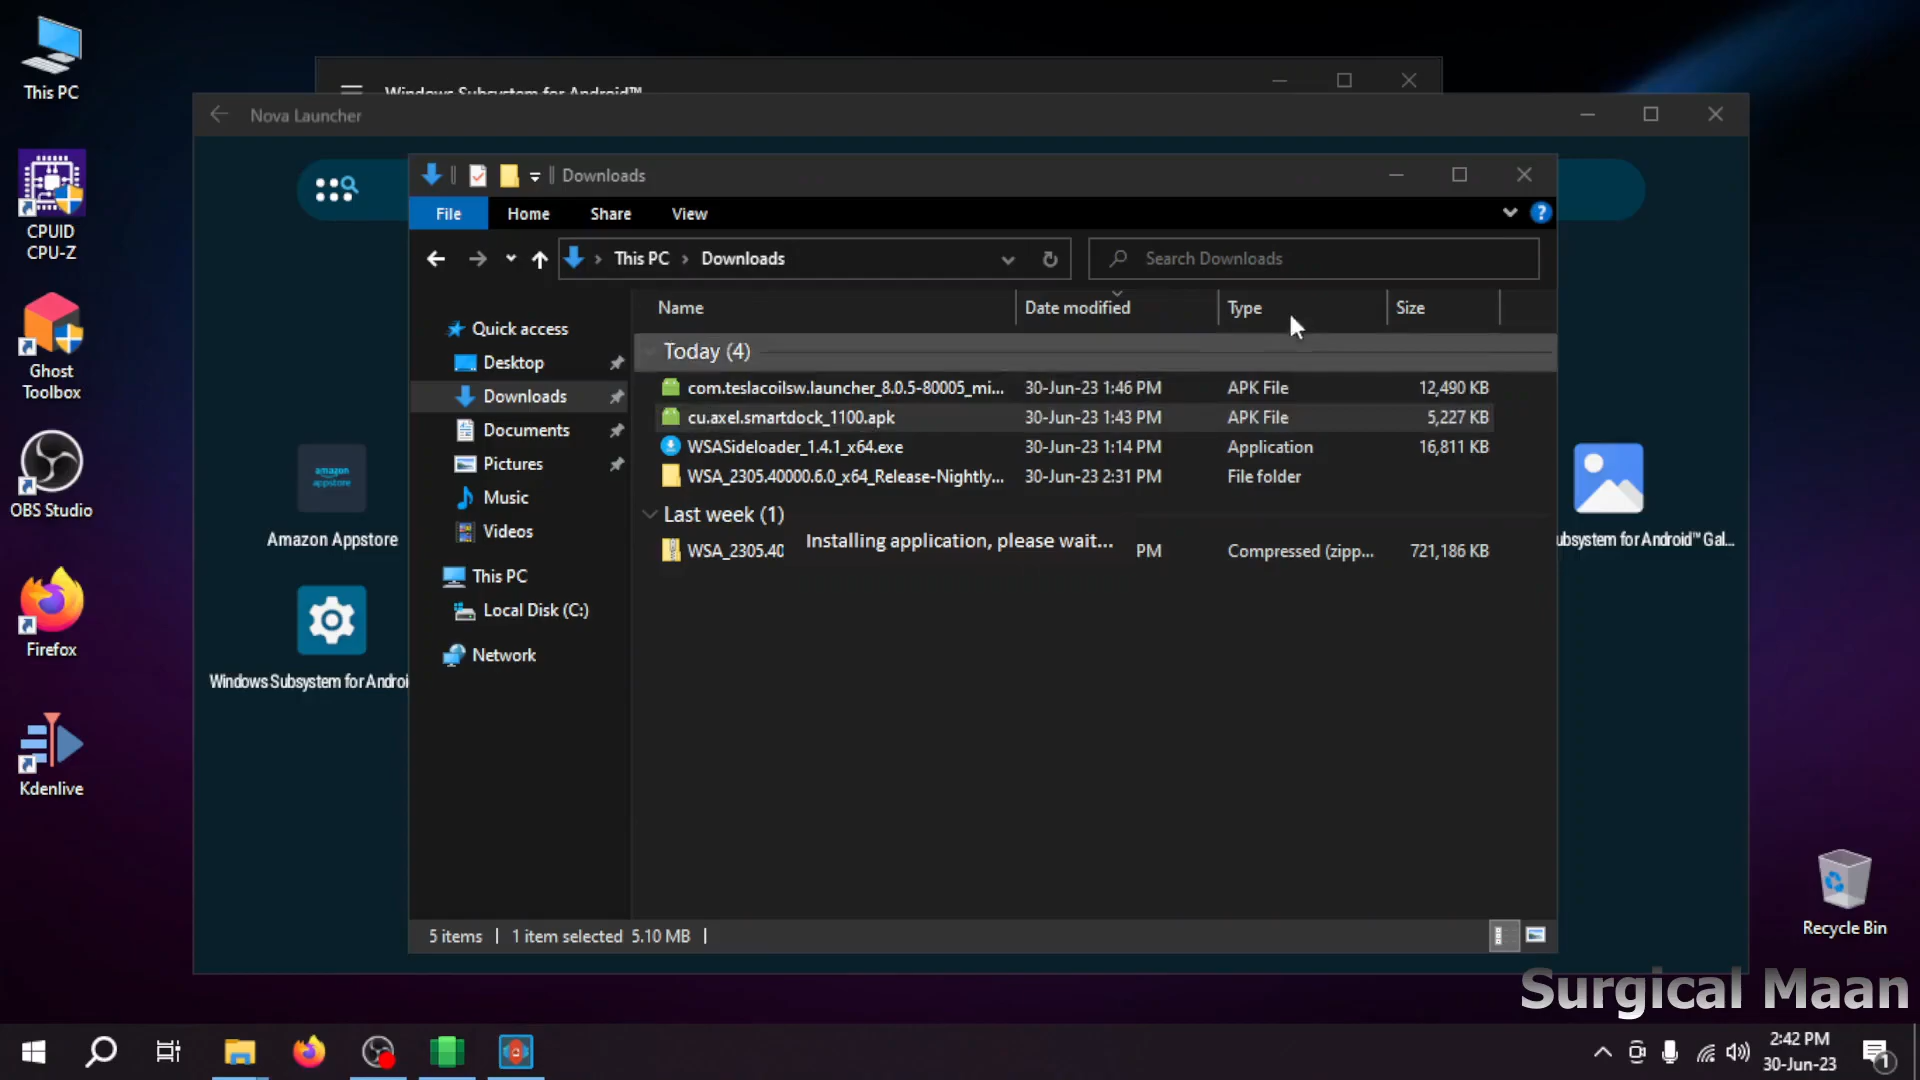 This PC
Windows Subsystem for Android™
Nova Launcher
Downloads
File Home Share View
This PC Downloads
Search Downloads
CPUID
CPU-Z
Name Date modified Type Size
Quick access
Today (4)
Desktop
Ghost
Toolbox
com.teslacoilsw.launcher_8.0.5-80005_mi... 30-Jun-23 1:46 PM APK File 12,490 KB
Downloads
cu.axel.smartdock_1100.apk 30-Jun-23 1:43 PM APK File 5,227 KB
Documents
WSASideloader_1.4.1_x64.exe 30-Jun-23 1:14 PM Application 16,811 KB
Pictures
WSA_2305.40000.6.0_x64_Release-Nightly... 30-Jun-23 2:31 PM File folder
amazon
appstore
Music
Last week (1)
OBS Studio
Videos
Amazon Appstore
Installing application, please wait...
ubsystem for Android™ Gal...
WSA_2305.40 PM Compressed (zipp... 721,186 KB
This PC
Local Disk (C:)
Firefox
Network
Windows Subsystem for Androi
Kdenlive
5 items 1 item selected 5.10 MB
Recycle Bin
Surgical Maan
2:42 PM
30-Jun-23
1